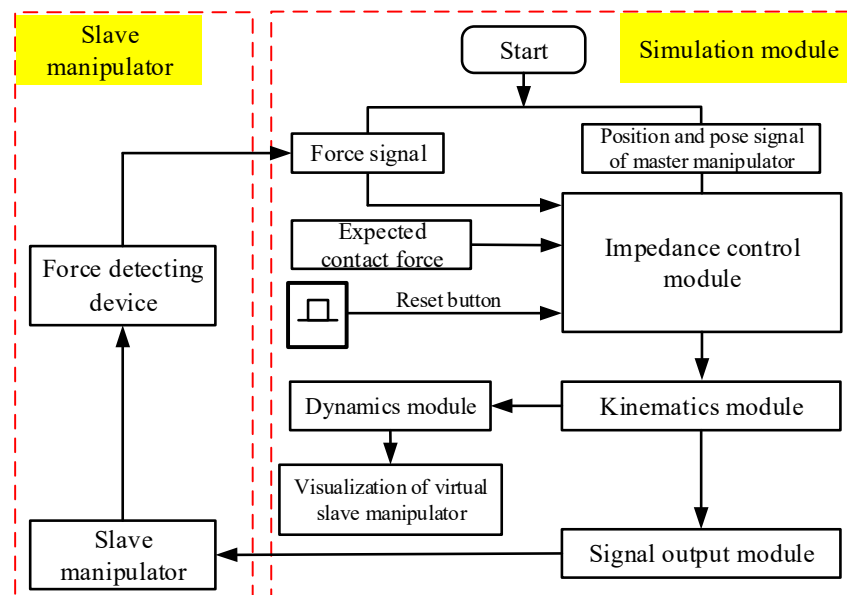 Slave
manipulator
Simulation module
Start
Force signal
Position and pose signal
of master manipulator
Expected
contact force
Impedance control
module
Reset button
Force detecting
device
Dynamics module
Kinematics module
Visualization of virtual
slave manipulator
Slave
manipulator
Signal output module